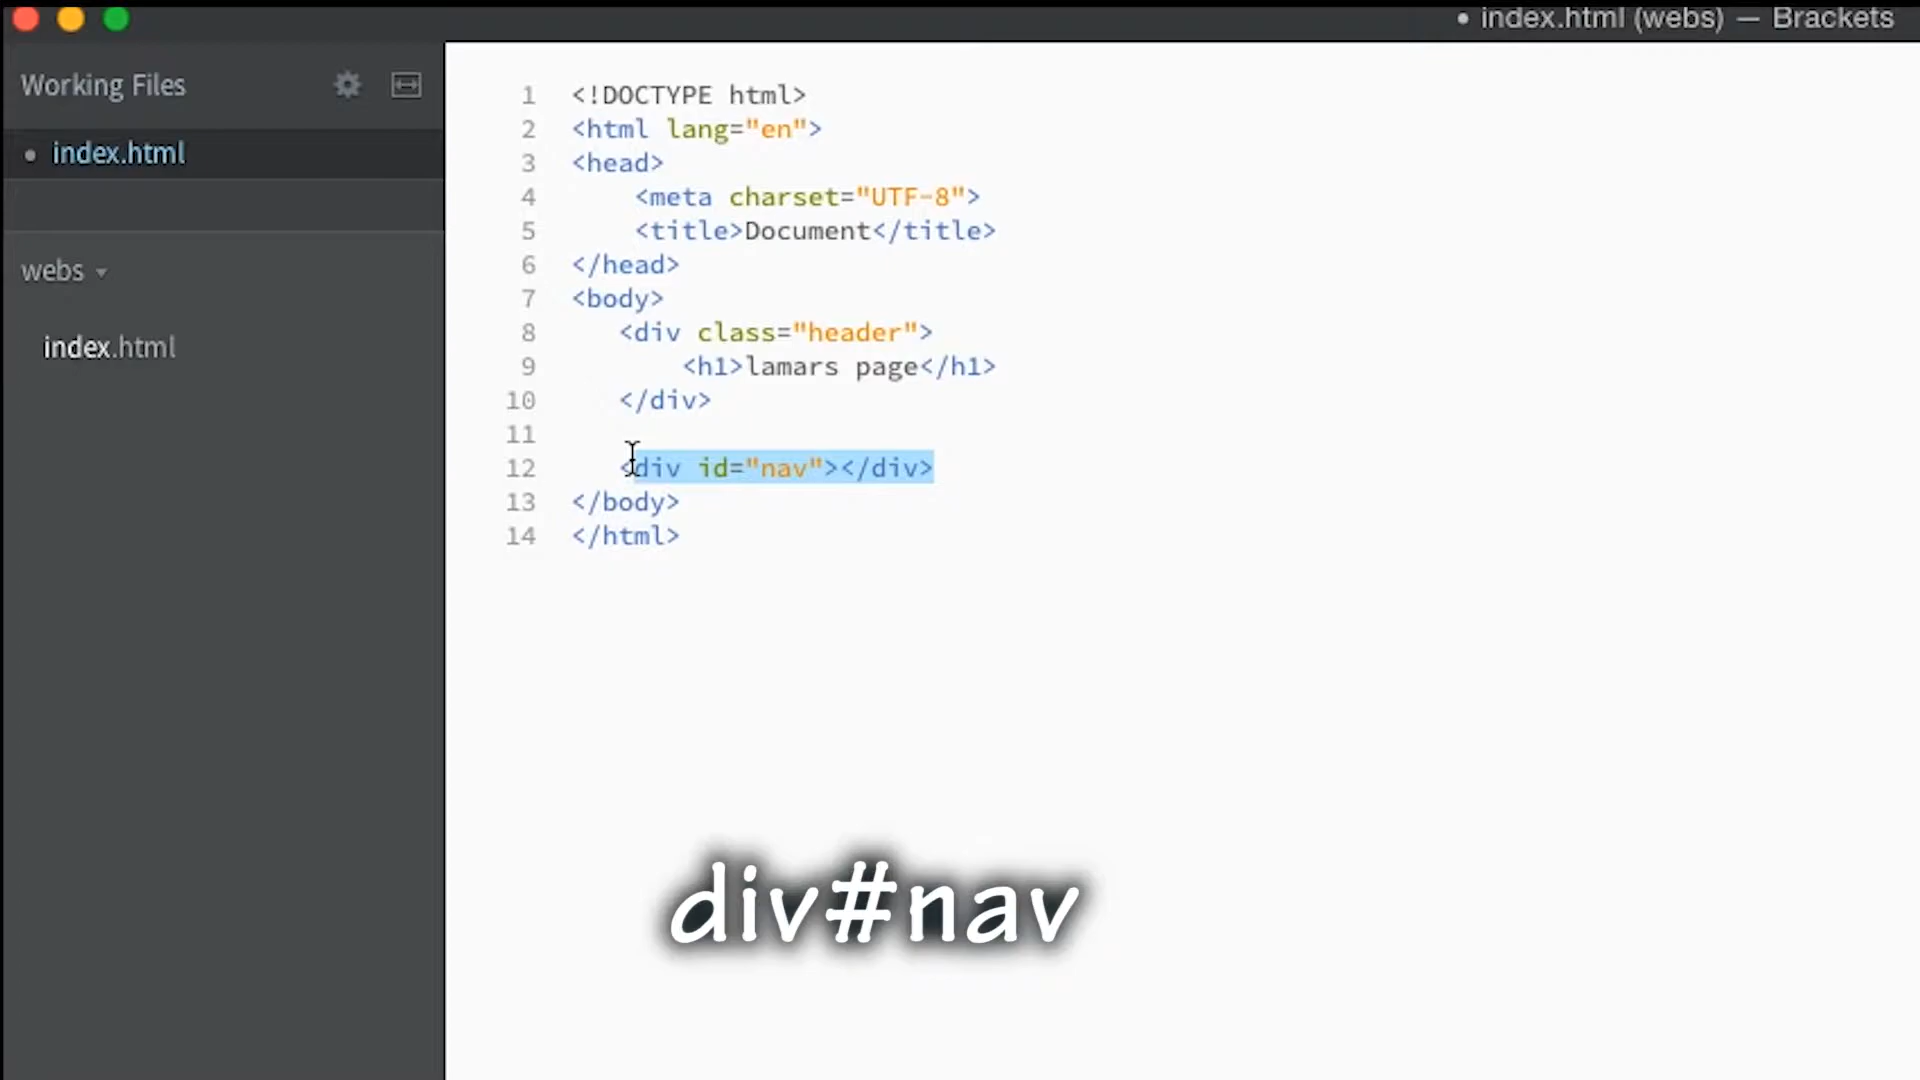 • index.html (webs) — Brackets
Working Files
• index.html
webs
index.html
1 <!DOCTYPE html>
2 <html lang="en">
3 <head>
4 <meta charset="UTF-8">
5 <title>Document</title>
6 </head>
7 <body>
8 <div class="header">
9 <h1>lamars page</h1>
10 </div>
11
12 <div id="nav"></div>
13 </body>
14 </html>
div#nav